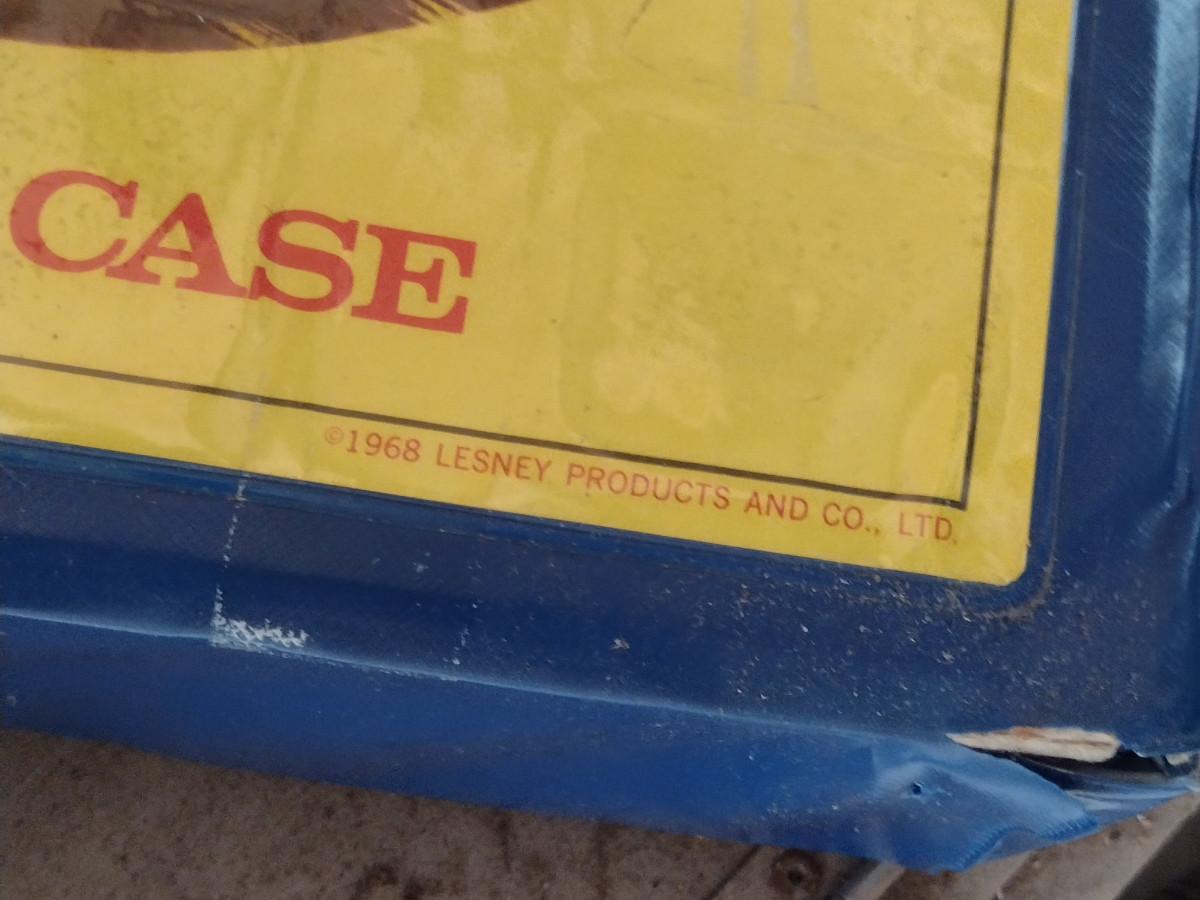 CASE
©1968 LESNEY PRODUCTS AND CO., LTD.